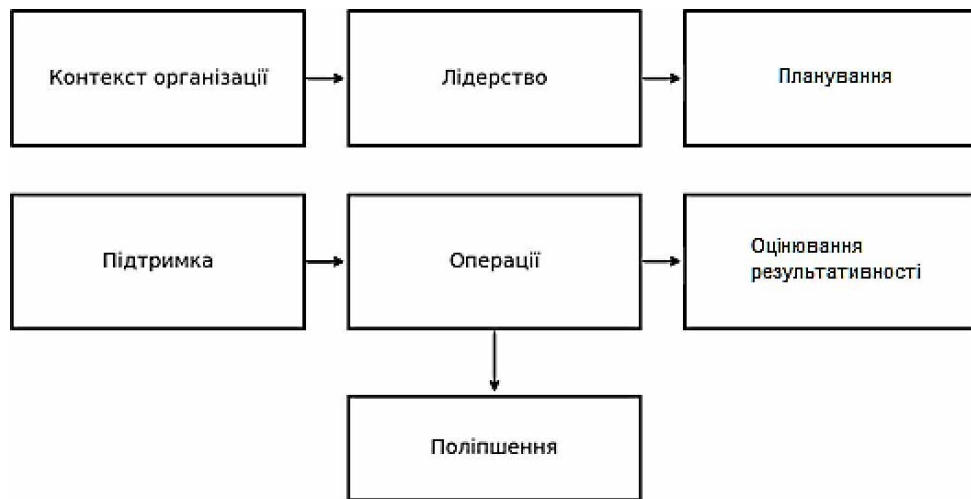 Контекст організації
Лідерство
Планування
Підтримка
Операції
Оцінювання
результативності
Поліпшення